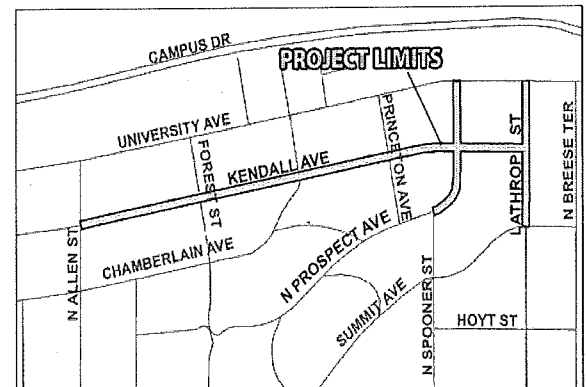 CAMPUS DR
PROJECT LIMITS
UNIVERSITY AVE
PRINCETON AVE
LATHROP ST
N BREESE TER
FOREST ST
KENDALL AVE
N ALLEN ST
CHAMBERLAIN AVE
N PROSPECT AVE
SUMMIT AVE
N SPOONER ST
HOYT ST